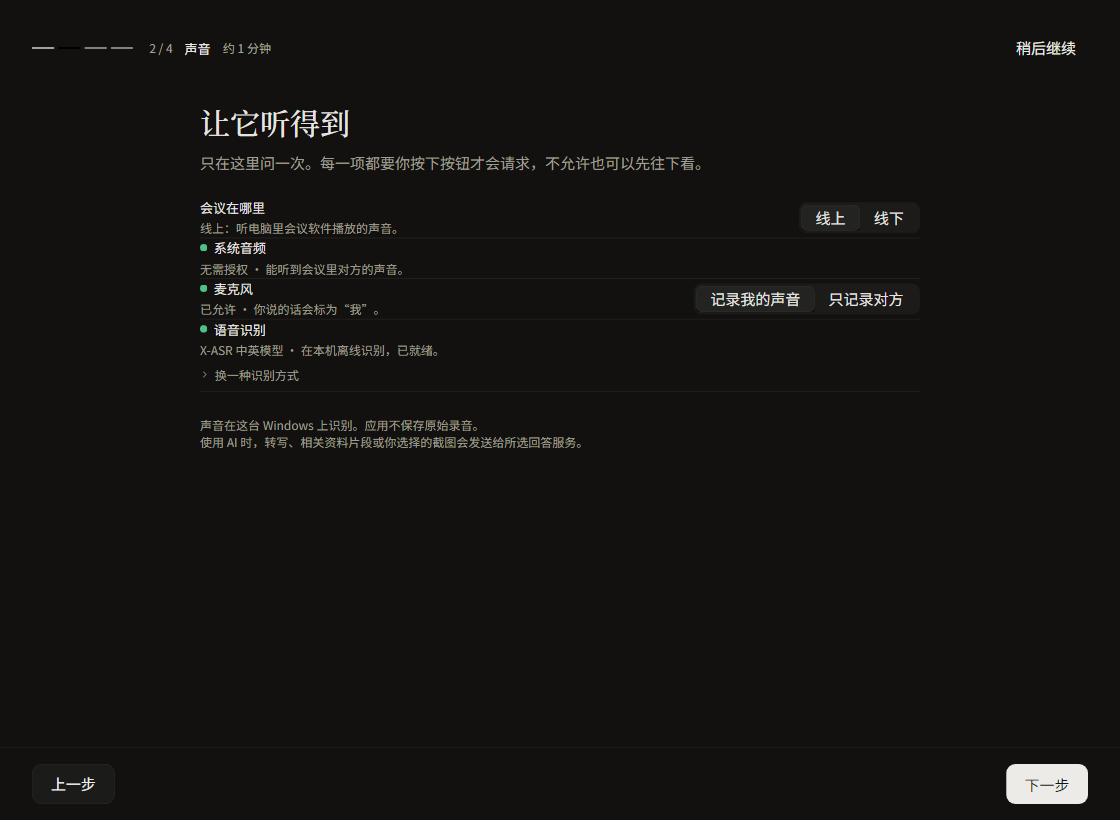 2 / 4 声音 约 1 分钟
稍后继续
让它听得到
只在这里问一次。每一项都要你按下按钮才会请求，不允许也可以先往下看。
会议在哪里
线上：听电脑里会议软件播放的声音。
线上 线下
系统音频
无需授权 · 能听到会议里对方的声音。
麦克风
已允许 · 你说的话会标为“我”。
记录我的声音 只记录对方
语音识别
X-ASR 中英模型 · 在本机离线识别，已就绪。
换一种识别方式
声音在这台 Windows 上识别。应用不保存原始录音。
使用 AI 时，转写、相关资料片段或你选择的截图会发送给所选回答服务。
上一步
下一步